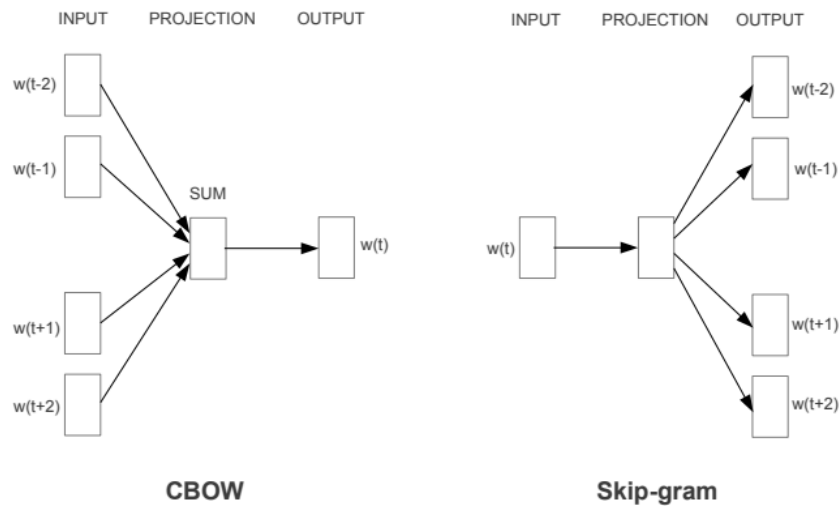 INPUT PROJECTION OUTPUT
w(t-2)
w(t-1)
SUM
w(t)
w(t+1)
w(t+2)
CBOW
INPUT PROJECTION OUTPUT
w(t-2)
w(t-1)
w(t)
w(t+1)
w(t+2)
Skip-gram